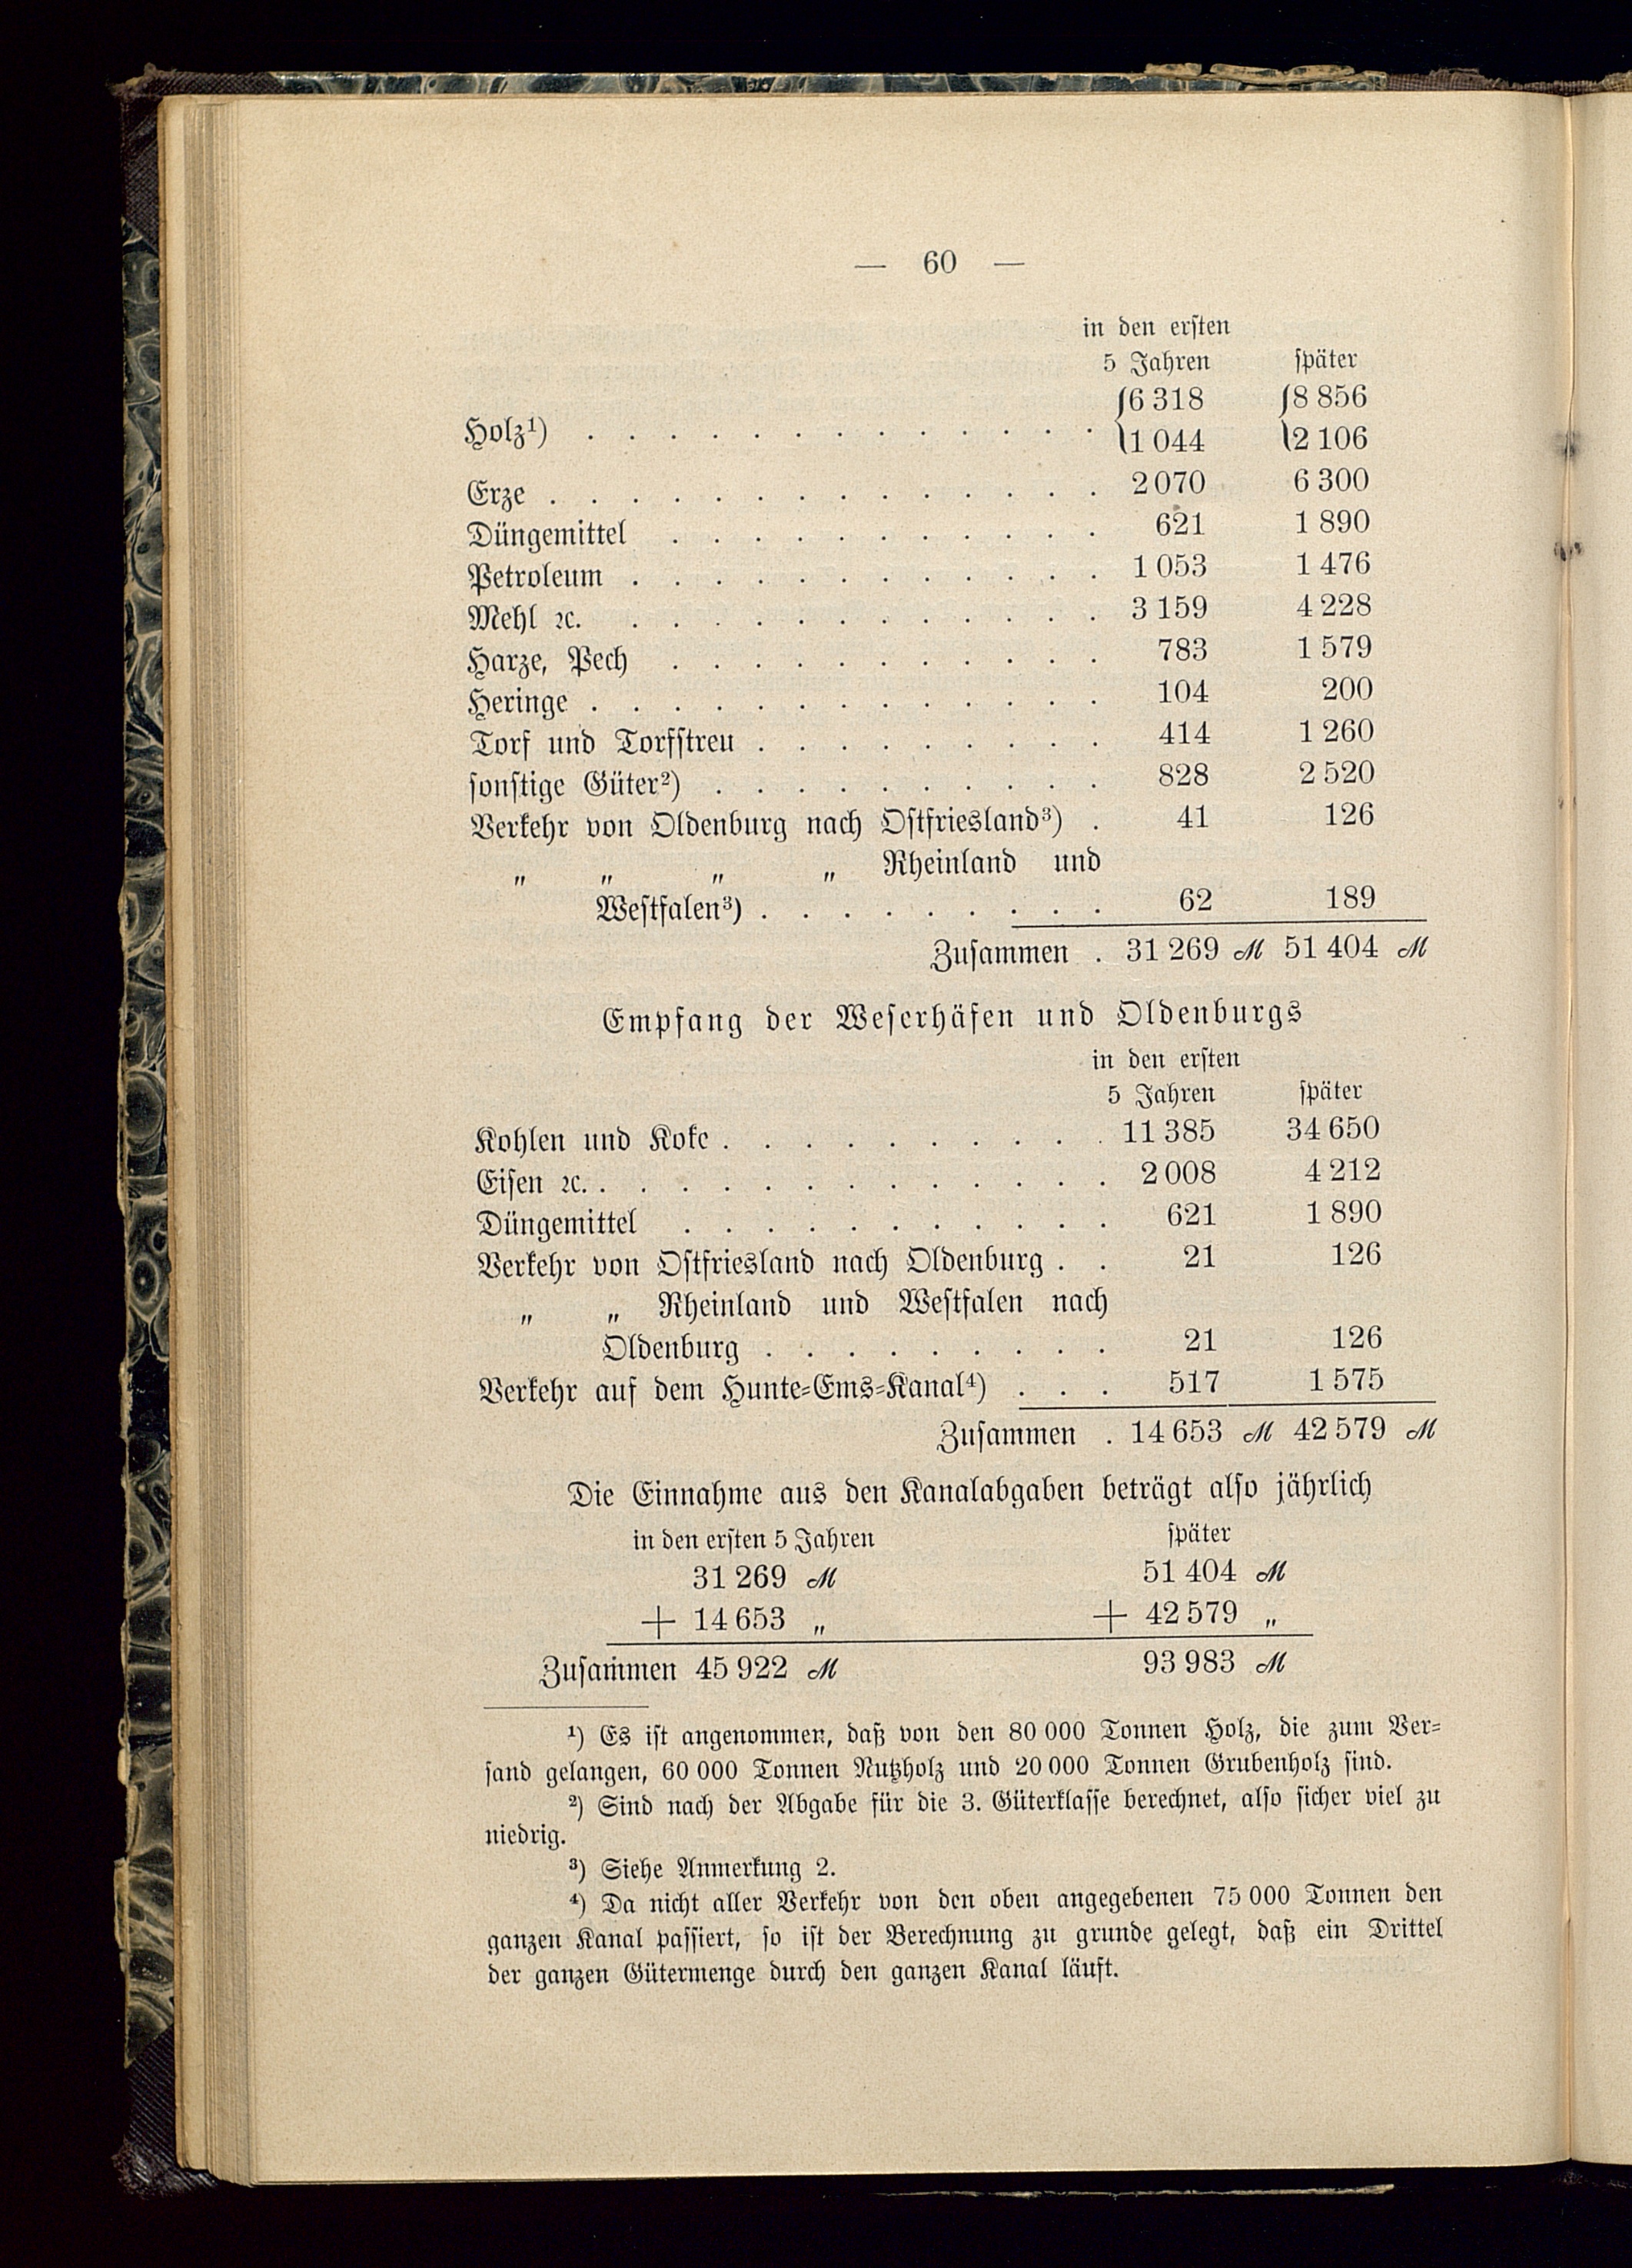 — 60 —
in den ersten
5 Jahren später
Holz¹) . . . . . . . . . . . . . {6 318 {8 856
{1 044 {2 106
Erze . . . . . . . . . . . . . . 2 070 6 300
Düngemittel . . . . . . . . . . . 621 1 890
Petroleum . . . . . . . . . . . . 1 053 1 476
Mehl ꝛc. . . . . . . . . . . . . 3 159 4 228
Harze, Pech . . . . . . . . . . . 783 1 579
Heringe . . . . . . . . . . . . . 104 200
Torf und Torfstreu . . . . . . . . . 414 1 260
sonstige Güter²) . . . . . . . . . . 828 2 520
Verkehr von Oldenburg nach Ostfriesland³) . 41 126
„ „ „ „ Rheinland und
Westfalen³) . . . . . . . . . 62 189
Zusammen . 31 269 ℳ 51 404 ℳ
Empfang der Weserhäfen und Oldenburgs
in den ersten
5 Jahren später
Kohlen und Koke . . . . . . . . . . 11 385 34 650
Eisen ꝛc. . . . . . . . . . . . . . 2 008 4 212
Düngemittel . . . . . . . . . . . 621 1 890
Verkehr von Ostfriesland nach Oldenburg . . 21 126
„ „ Rheinland und Westfalen nach
Oldenburg . . . . . . . . . 21 126
Verkehr auf dem Hunte-Ems-Kanal⁴) . . . 517 1 575
Zusammen . 14 653 ℳ 42 579 ℳ
Die Einnahme aus den Kanalabgaben beträgt also jährlich
in den ersten 5 Jahren später
31 269 ℳ 51 404 ℳ
+ 14 653 „ + 42 579 „
Zusammen 45 922 ℳ 93 983 ℳ
¹) Es ist angenommen, daß von den 80 000 Tonnen Holz, die zum Ver-
sand gelangen, 60 000 Tonnen Nutzholz und 20 000 Tonnen Grubenholz sind.
²) Sind nach der Abgabe für die 3. Güterklasse berechnet, also sicher viel zu
niedrig.
³) Siehe Anmerkung 2.
⁴) Da nicht aller Verkehr von den oben angegebenen 75 000 Tonnen den
ganzen Kanal passiert, so ist der Berechnung zu grunde gelegt, daß ein Drittel
der ganzen Gütermenge durch den ganzen Kanal läuft.